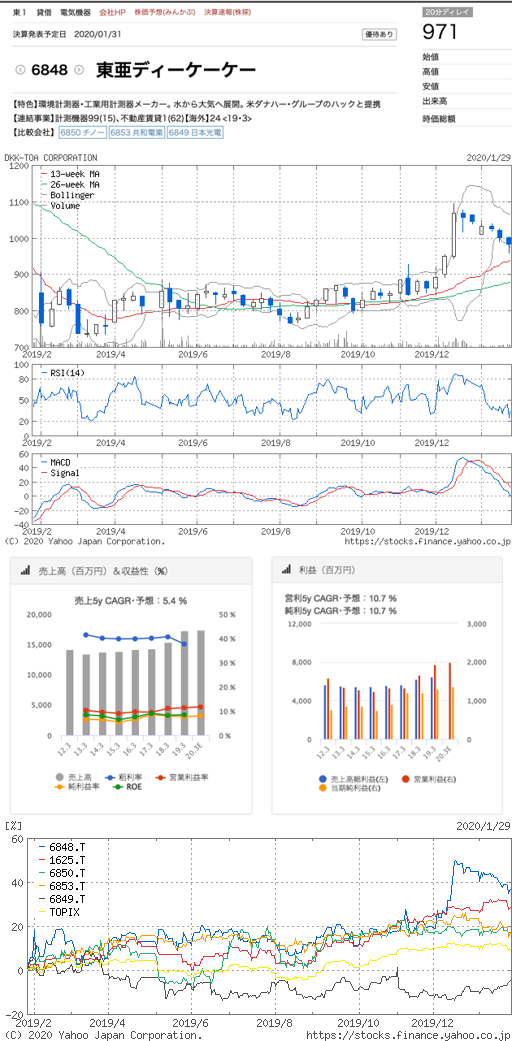 東1 貸借 電気機器 会社HP 株価予想(みんかぶ) 決算速報(株探)
20分ディレイ
決算発表予定日 2020/01/31
優待あり
971
6848
東亜ディーケーケー
始値
高値
安値
出来高
時価総額
【特色】環境計測器・工業用計測器メーカー。水から大気へ展開。米ダナハー・グループのハックと提携
【連結事業】計測機器99(15)、不動産賃貸1(62)【海外】24 <19・3>
【比較会社】 6850 チノー 6853 共和電業 6849 日本光電
DKK-TOA CORPORATION
2020/1/29
1200
1100
1000
900
800
700
13-week MA
26-week MA
Bollinger
Volume
2019/2 2019/4 2019/6 2019/8 2019/10 2019/12
100
80
50
20
0
RSI(14)
2019/2 2019/4 2019/6 2019/8 2019/10 2019/12
60
40
20
0
−20
−40
MACD
Signal
2019/2 2019/4 2019/6 2019/8 2019/10 2019/12
(C) 2020 Yahoo Japan Corporation.
https://stocks.finance.yahoo.co.jp
売上高（百万円）＆収益性（%）
売上5y CAGR・予想： 5.4 %
20,000
15,000
10,000
5,000
0
50 %
40 %
30 %
20 %
10 %
0 %
12.3 13.3 14.3 15.3 16.3 17.3 18.3 19.3 20.3E
売上高 粗利率 営業利益率
純利益率 ROE
利益（百万円）
営利5y CAGR・予想： 10.7 %
純利5y CAGR・予想： 10.7 %
12,000
8,000
4,000
0
3,000
2,000
1,000
0
12.3 13.3 14.3 15.3 16.3 17.3 18.3 19.3 20.3E
売上高総利益(左) 営業利益(右)
当期純利益(右)
[%]
2020/1/29
60
40
20
0
−20
6848.T
1625.T
6850.T
6853.T
6849.T
TOPIX
2019/2 2019/4 2019/6 2019/8 2019/10 2019/12
(C) 2020 Yahoo Japan Corporation.
https://stocks.finance.yahoo.co.jp